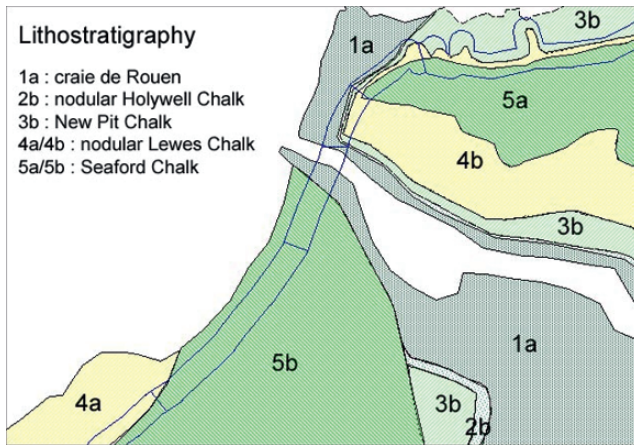 Lithostratigraphy
1a : craie de Rouen
2b : nodular Holywell Chalk
3b : New Pit Chalk
4a/4b : nodular Lewes Chalk
5a/5b : Seaford Chalk
3b
1a
5a
4b
3b
1a
5b
4a
3b
2b